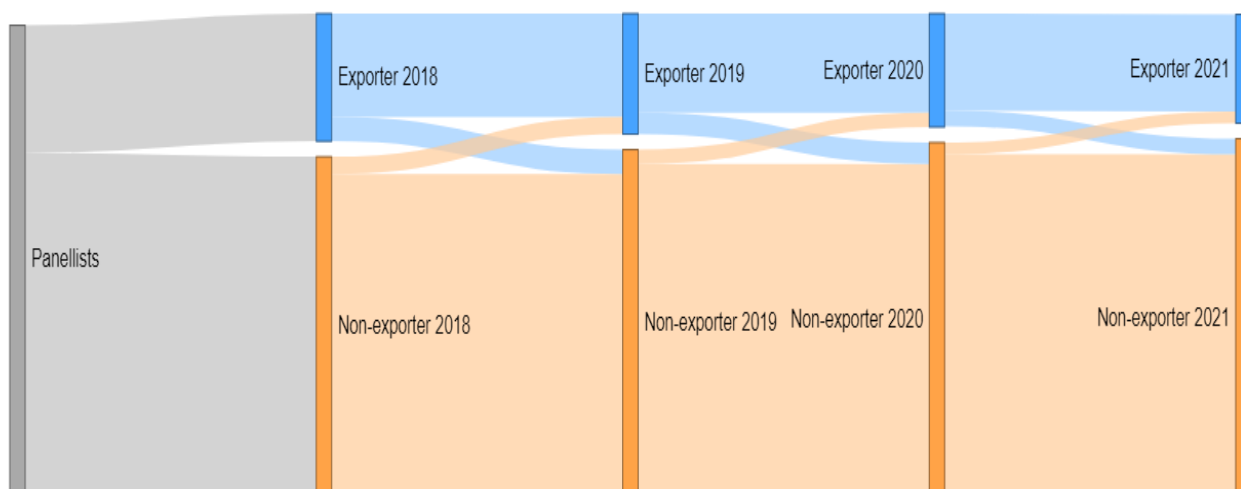 Panellists
Exporter 2018
Non-exporter 2018
Exporter 2019
Non-exporter 2019
Exporter 2020
Non-exporter 2020
Exporter 2021
Non-exporter 2021